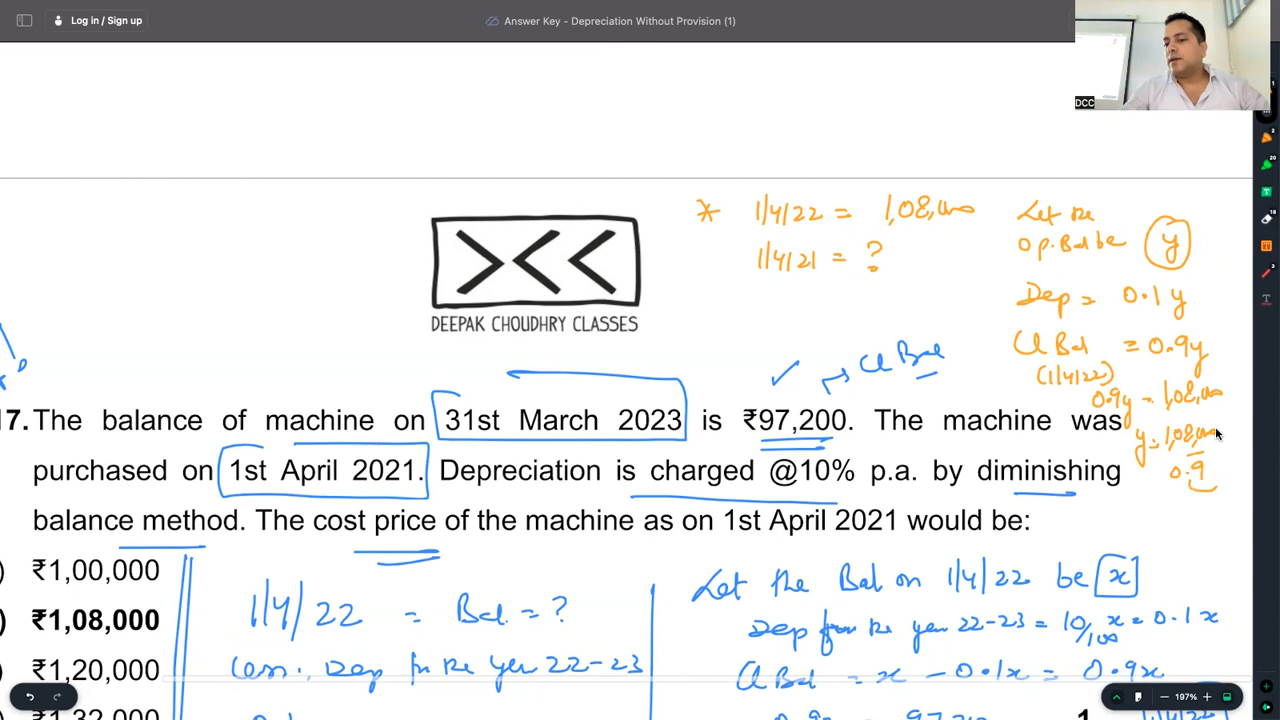 Log in / Sign up
Answer Key - Depreciation Without Provision (1)
DCC
* 1/4/22 = 1,08,000
1/4/21 = ?
Let the
op. Bal be y
Dep = 0.1y
Cl Bal = 0.9y
(1/4/22)
0.9y = 1,08,000
y = 1,08,000
0.9
DEEPAK CHOUDHRY CLASSES
✓ → Cl Bal
17. The balance of machine on 31st March 2023 is ₹97,200. The machine was
purchased on 1st April 2021. Depreciation is charged @10% p.a. by diminishing
balance method. The cost price of the machine as on 1st April 2021 would be:
) ₹1,00,000
) ₹1,08,000
) ₹1,20,000
1/4/22 = Bal = ?
Less: Dep for the year 22-23
Let the Bal on 1/4/22 be x
Dep for the year 22-23 = 10/100 x = 0.1x
Cl Bal = x - 0.1x = 0.9x
197%